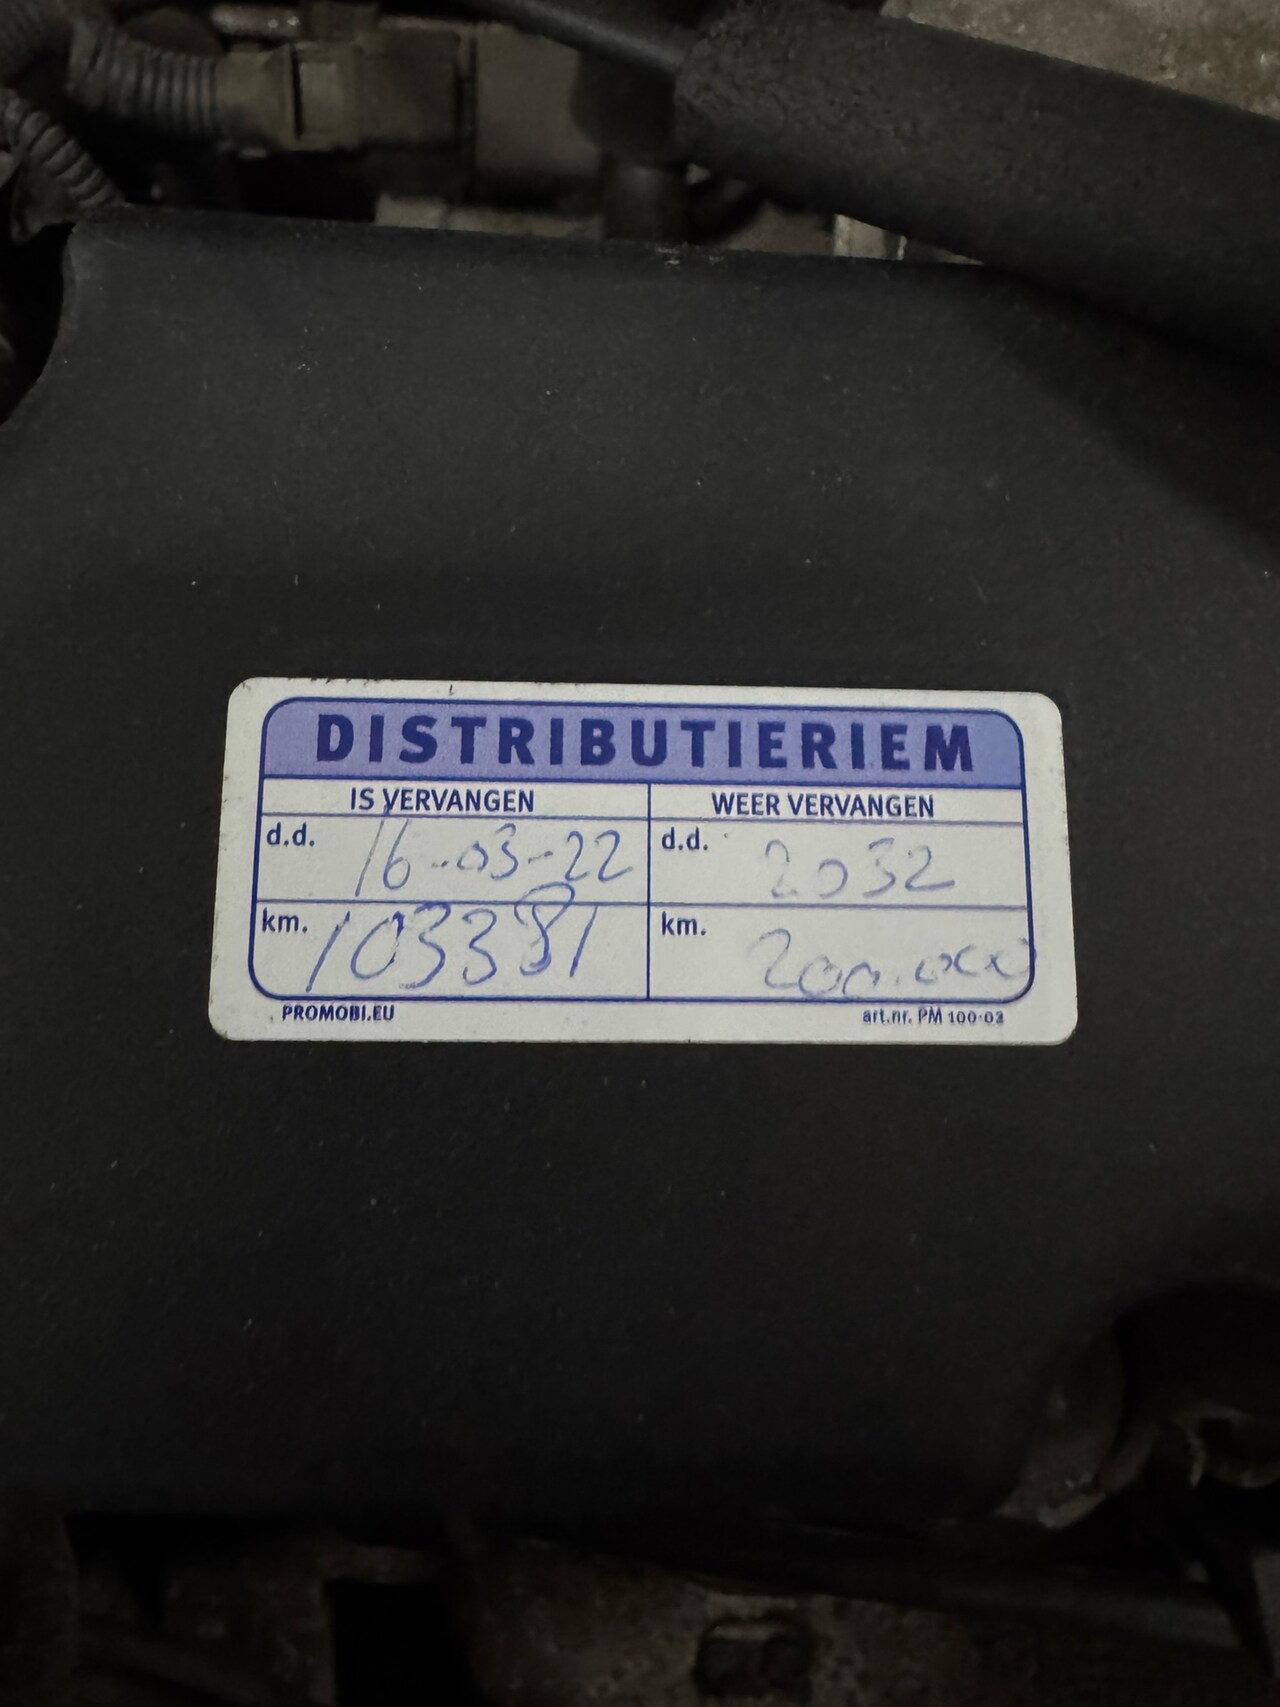 DISTRIBUTIERIEM
IS VERVANGEN WEER VERVANGEN
d.d. 16-03-22 d.d. 2032
km. 103381 km. 200.000
PROMOBI.EU art.nr. PM 100-03